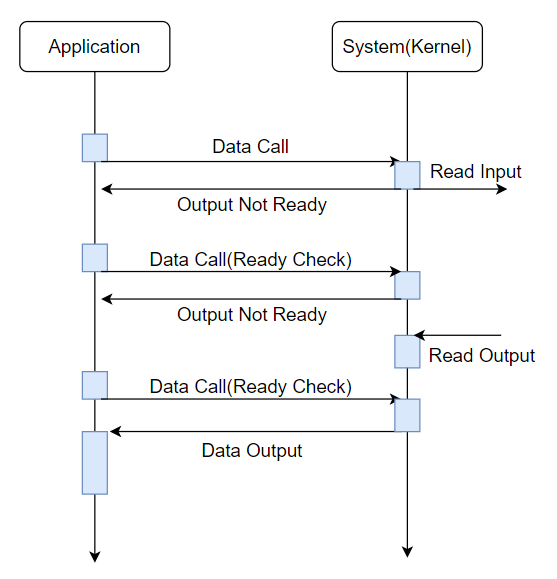 Application
System(Kernel)
Data Call
Read Input
Output Not Ready
Data Call(Ready Check)
Output Not Ready
Read Output
Data Call(Ready Check)
Data Output